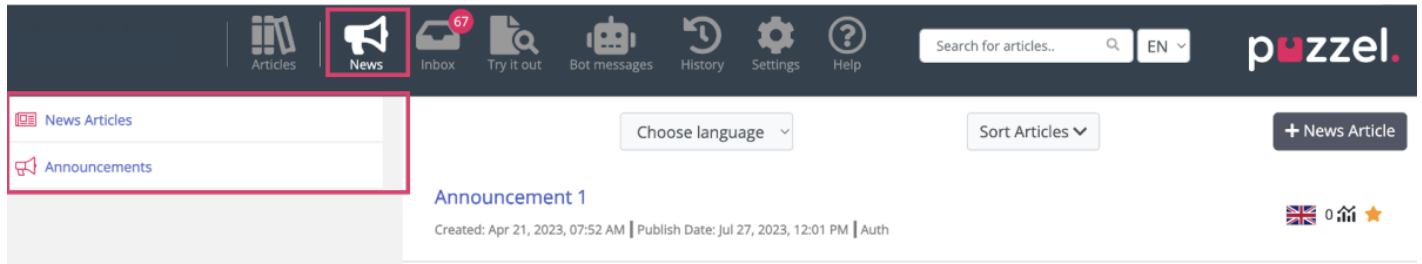 67
Articles
News
Inbox
Try it out
Bot messages
History
Settings
Help
Search for articles..
EN
puzzel.
News Articles
Announcements
Choose language
Sort Articles
+ News Article
Announcement 1
0
Created: Apr 21, 2023, 07:52 AM | Publish Date: Jul 27, 2023, 12:01 PM | Auth